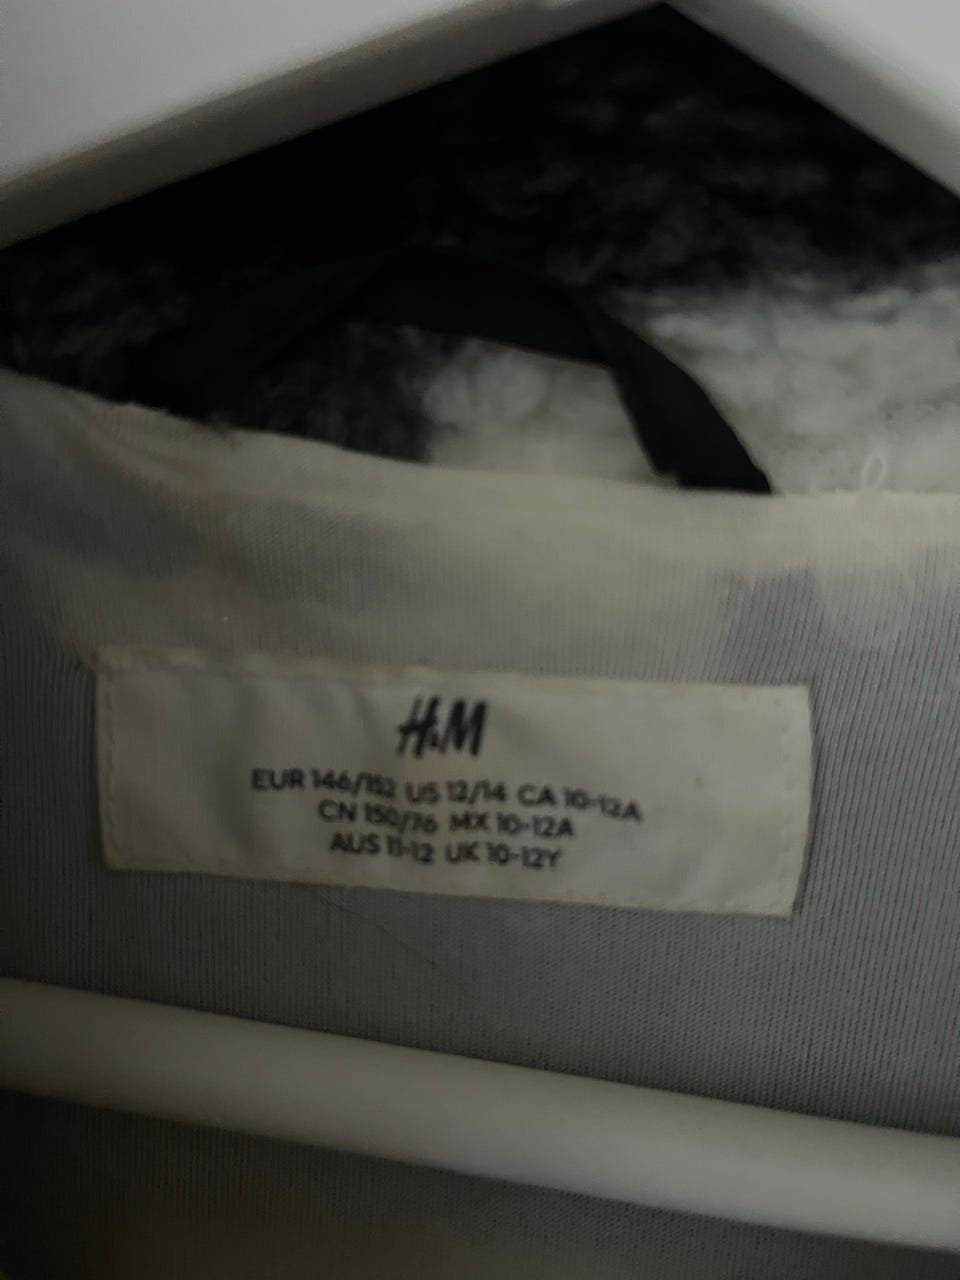 H&M
EUR 146/152 US 12/14 CA 10-12A
CN 150/76 MX 10-12A
AUS 11-12 UK 10-12Y